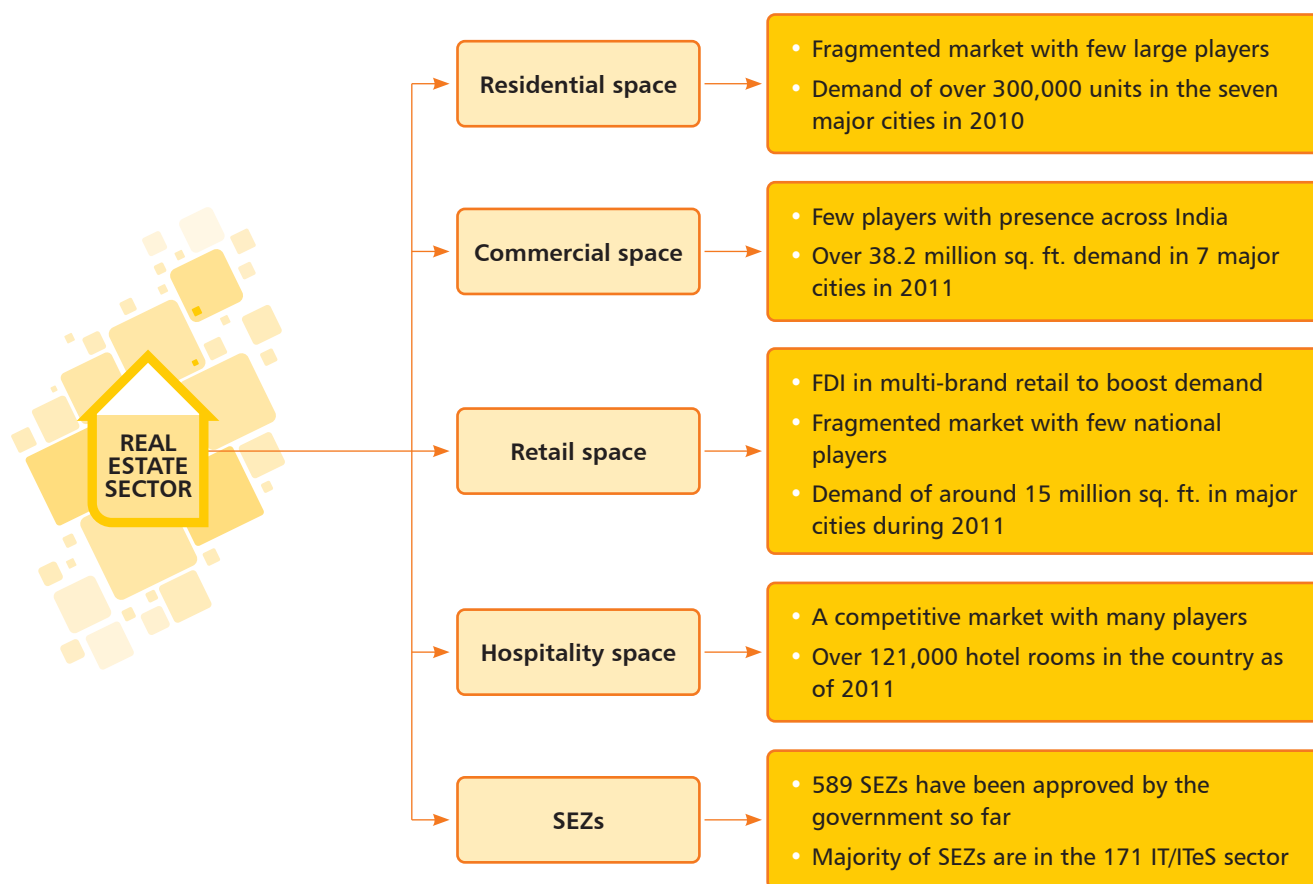 REAL
ESTATE
SECTOR
Residential space
• Fragmented market with few large players
• Demand of over 300,000 units in the seven
major cities in 2010
Commercial space
• Few players with presence across India
• Over 38.2 million sq. ft. demand in 7 major
cities in 2011
Retail space
• FDI in multi-brand retail to boost demand
• Fragmented market with few national
players
• Demand of around 15 million sq. ft. in major
cities during 2011
Hospitality space
• A competitive market with many players
• Over 121,000 hotel rooms in the country as
of 2011
SEZs
• 589 SEZs have been approved by the
government so far
• Majority of SEZs are in the 171 IT/ITeS sector